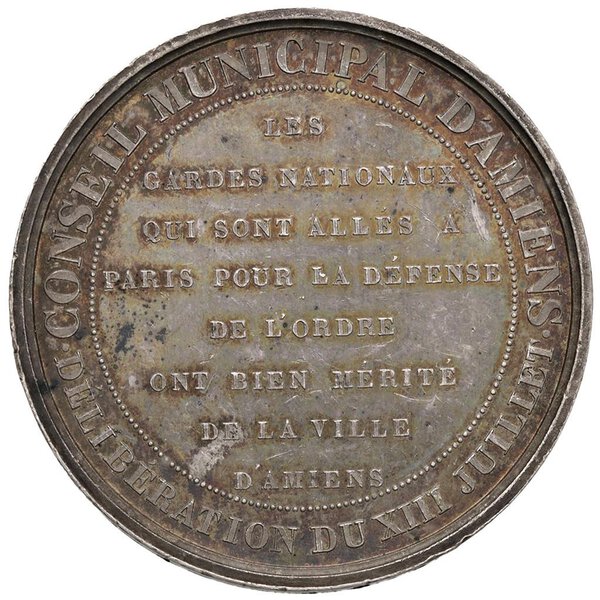 CONSEIL MUNICIPAL D'AMIENS.
DÉLIBÉRATION DU XIII JUILLET
LES
GARDES NATIONAUX
QUI SONT ALLÉS A
PARIS POUR LA DÉFENSE
DE L'ORDRE
ONT BIEN MÉRITÉ
DE LA VILLE
D'AMIENS